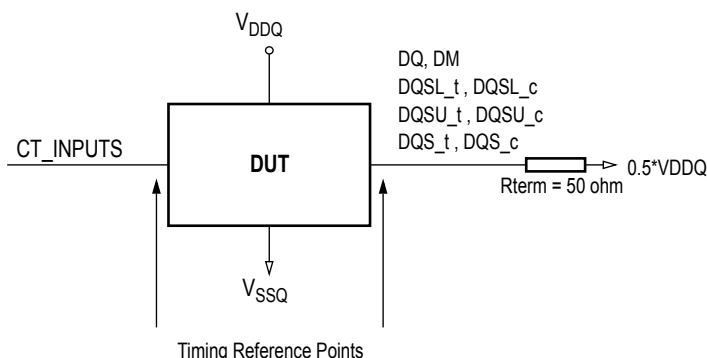 VDDQ
DQ, DM
DQSL_t , DQSL_c
DQSU_t , DQSU_c
DQS_t , DQS_c
CT_INPUTS
DUT
0.5*VDDQ
Rterm = 50 ohm
VSSQ
Timing Reference Points